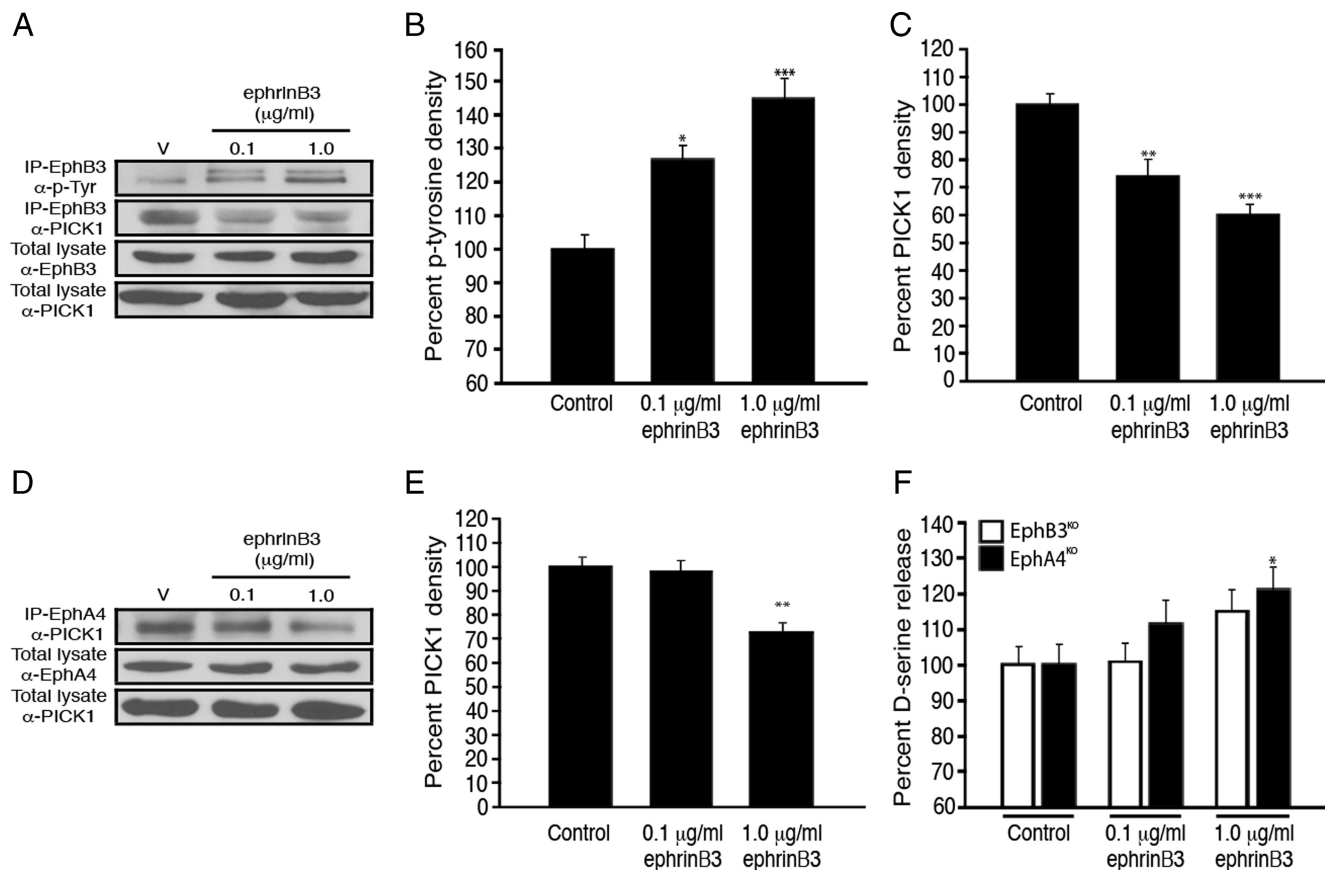 A
ephrinB3
(μg/ml)
V 0.1 1.0
IP-EphB3
α-p-Tyr
IP-EphB3
α-PICK1
Total lysate
α-EphB3
Total lysate
α-PICK1
B
Percent p-tyrosine density
160
150
140
130
120
110
100
90
80
70
60
*
***
Control
0.1 μg/ml
ephrinB3
1.0 μg/ml
ephrinB3
C
Percent PICK1 density
120
100
90
80
70
60
50
40
30
20
10
0
**
***
Control
0.1 μg/ml
ephrinB3
1.0 μg/ml
ephrinB3
D
ephrinB3
(μg/ml)
V 0.1 1.0
IP-EphA4
α-PICK1
Total lysate
α-EphA4
Total lysate
α-PICK1
E
Percent PICK1 density
120
110
100
90
80
70
60
50
40
30
20
10
0
**
Control
0.1 μg/ml
ephrinB3
1.0 μg/ml
ephrinB3
F
Percent D-serine release
140
130
120
110
100
90
80
70
60
EphB3KO
EphA4KO
*
Control
0.1 μg/ml
ephrinB3
1.0 μg/ml
ephrinB3